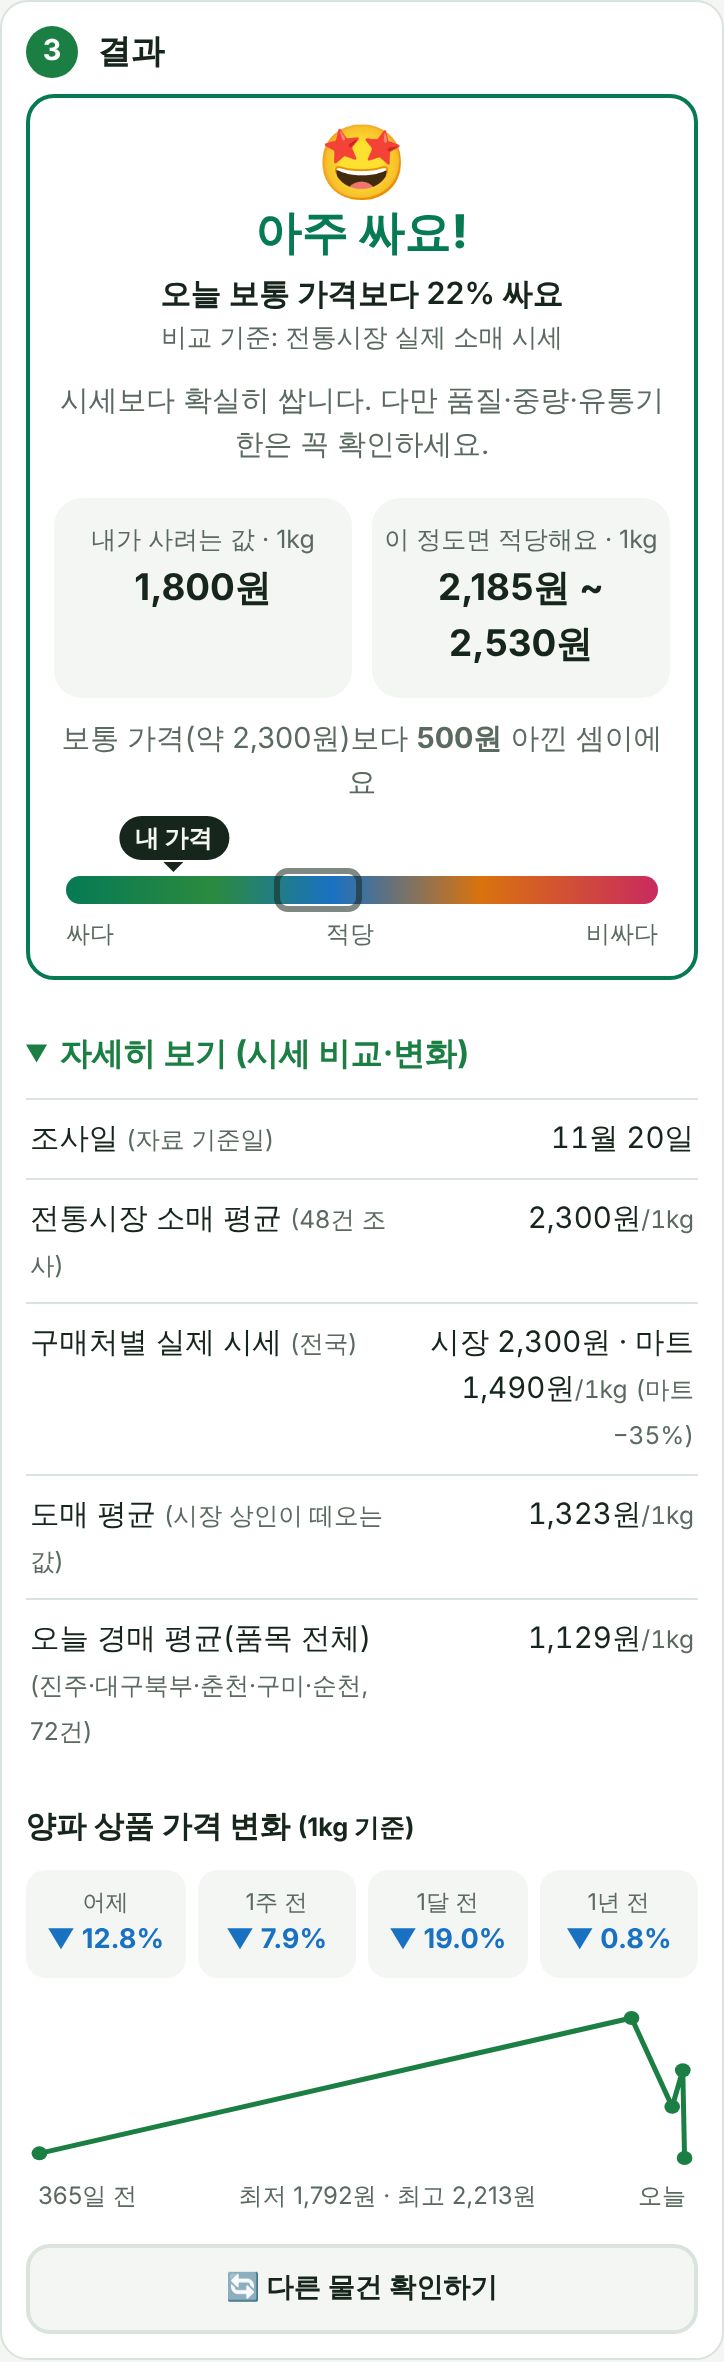 3 결과
아주 싸요!
오늘 보통 가격보다 22% 싸요
비교 기준: 전통시장 실제 소매 시세
시세보다 확실히 쌉니다. 다만 품질·중량·유통기
한은 꼭 확인하세요.
내가 사려는 값 · 1kg
1,800원
이 정도면 적당해요 · 1kg
2,185원 ~
2,530원
보통 가격(약 2,300원)보다 500원 아낀 셈이에
요
내 가격
싸다 적당 비싸다
▼ 자세히 보기 (시세 비교·변화)
조사일 (자료 기준일) 11월 20일
전통시장 소매 평균 (48건 조 2,300원/1kg
사)
구매처별 실제 시세 (전국) 시장 2,300원 · 마트
1,490원/1kg (마트
−35%)
도매 평균 (시장 상인이 떼오는 1,323원/1kg
값)
오늘 경매 평균(품목 전체) 1,129원/1kg
(진주·대구북부·춘천·구미·순천,
72건)
양파 상품 가격 변화 (1kg 기준)
어제 1주 전 1달 전 1년 전
▼ 12.8% ▼ 7.9% ▼ 19.0% ▼ 0.8%
365일 전 최저 1,792원 · 최고 2,213원 오늘
🔄 다른 물건 확인하기